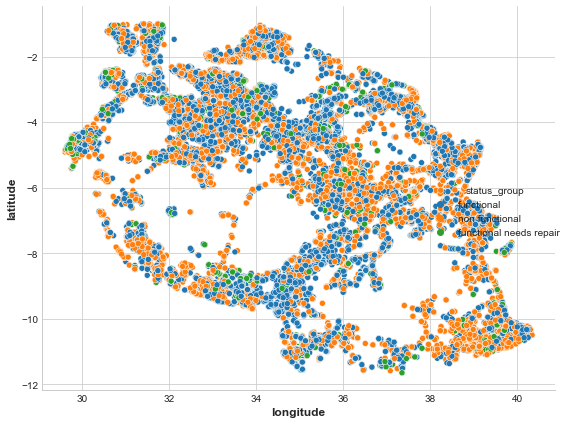 −2
−4
−6
−8
−10
−12
30
32
34
36
38
40
latitude
longitude
status_group
functional
non functional
functional needs repair